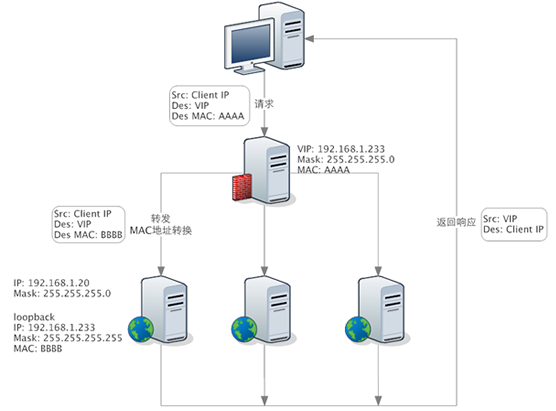 Src: Client IP
Des: VIP
Des MAC: AAAA
请求
VIP: 192.168.1.233
Mask: 255.255.255.0
MAC: AAAA
Src: Client IP
Des: VIP
Des MAC: BBBB
转发
MAC地址转换
返回响应
Src: VIP
Des: Client IP
IP: 192.168.1.20
Mask: 255.255.255.0
loopback
IP: 192.168.1.233
Mask: 255.255.255.255
MAC: BBBB